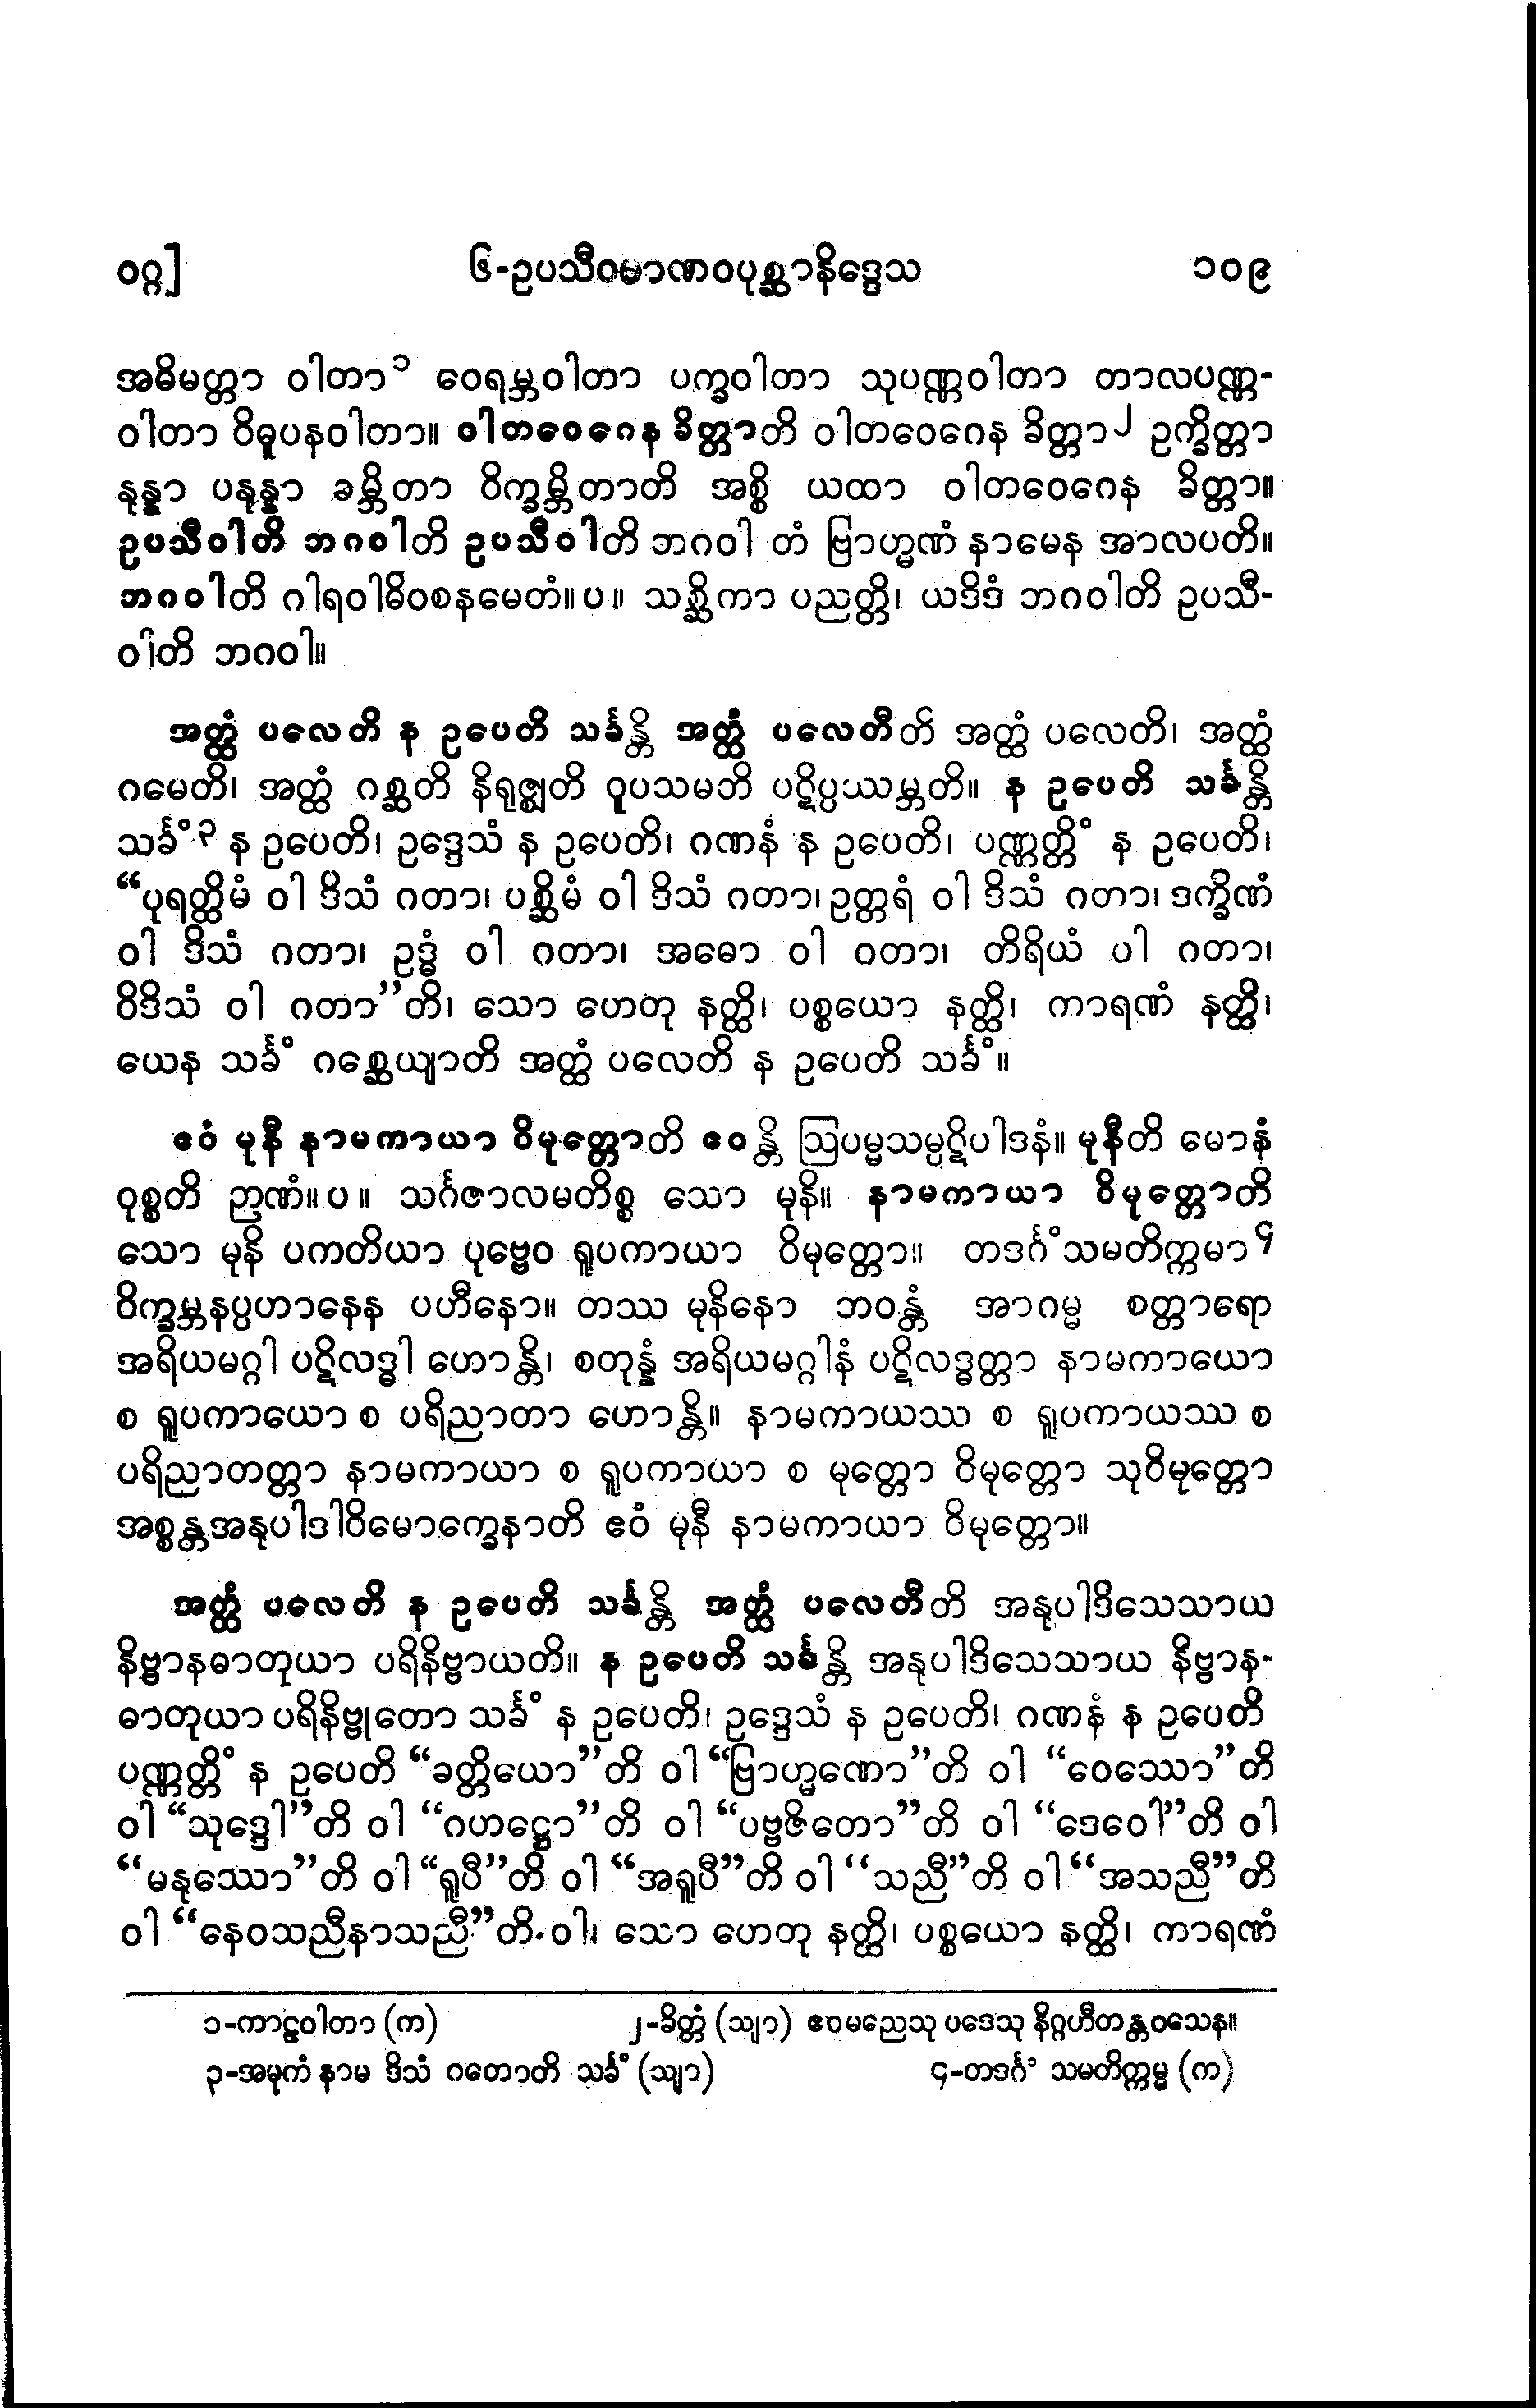 ဝဂ္ဂ] ၆-ဥပသီဝမာဏဝပုစ္ဆာနိဒ္ဒေသ ၁၀၉
အဓိမတ္တာ ဝါတာ၁ ဝေရမ္ဘဝါတာ ပက္ခဝါတာ သုပဏ္ဏဝါတာ တာလပဏ္ဏ-
ဝါတာ ဝိဓူပနဝါတာ။ ဝါတဝေဂေန ခိတ္တာတိ ဝါတဝေဂေန ခိတ္တာ၂ ဥက္ခိတ္တာ
နုန္နာ ပနုန္နာ ခမ္ဘိတာ ဝိက္ခမ္ဘိတာတိ အစ္စိ ယထာ ဝါတဝေဂေန ခိတ္တာ။
ဥပသီဝါတိ ဘဂဝါတိ ဥပသီဝါတိ ဘဂဝါ တံ ဗြာဟ္မဏံ နာမေန အာလပတိ။
ဘဂဝါတိ ဂါရဝါဓိဝစနမေတံ။ပ။ သစ္ဆိကာ ပညတ္တိ၊ ယဒိဒံ ဘဂဝါတိ ဥပသီ-
ဝါတိ ဘဂဝါ။
အတ္ထံ ပလေတိ န ဥပေတိ သင်္ခန္တိ အတ္ထံ ပလေတီတိ အတ္ထံ ပလေတိ၊ အတ္ထံ
ဂမေတိ၊ အတ္ထံ ဂစ္ဆတိ နိရုဇ္ဈတိ ဝူပသမတိ ပဋိပ္ပဿမ္ဘတိ။ န ဥပေတိ သင်္ခန္တိ
သင်္ခံ၃ န ဥပေတိ၊ ဥဒ္ဒေသံ န ဥပေတိ၊ ဂဏနံ န ဥပေတိ၊ ပဏ္ဏတ္တိံ န ဥပေတိ၊
“ပုရတ္ထိမံ ဝါ ဒိသံ ဂတာ၊ ပစ္ဆိမံ ဝါ ဒိသံ ဂတာ၊ ဥတ္တရံ ဝါ ဒိသံ ဂတာ၊ ဒက္ခိဏံ
ဝါ ဒိသံ ဂတာ၊ ဥဒ္ဓံ ဝါ ဂတာ၊ အဓော ဝါ ဂတာ၊ တိရိယံ ဝါ ဂတာ၊
ဝိဒိသံ ဝါ ဂတာ”တိ၊ သော ဟေတု နတ္ထိ၊ ပစ္စယော နတ္ထိ၊ ကာရဏံ နတ္ထိ၊
ယေန သင်္ခံ ဂစ္ဆေယျာတိ အတ္ထံ ပလေတိ န ဥပေတိ သင်္ခံ။
ဧဝံ မုနီ နာမကာယာ ဝိမုတ္တောတိ ဧဝန္တိ ဩပမ္မသမ္ပဋိပါဒနံ။ မုနီတိ မောနံ
ဝုစ္စတိ ဉာဏံ။ပ။ သင်္ဂဇာလမတိစ္စ သော မုနိ။ နာမကာယာ ဝိမုတ္တောတိ
သော မုနိ ပကတိယာ ပုဗ္ဗေဝ ရူပကာယာ ဝိမုတ္တော။ တဒင်္ဂံသမတိက္ကမာ၄
ဝိက္ခမ္ဘနပ္ပဟာနေန ပဟီနော။ တဿ မုနိနော ဘဝန္တံ အာဂမ္မ စတ္တာရော
အရိယမဂ္ဂါ ပဋိလဒ္ဓါ ဟောန္တိ၊ စတုန္နံ အရိယမဂ္ဂါနံ ပဋိလဒ္ဓတ္တာ နာမကာယော
စ ရူပကာယော စ ပရိညာတာ ဟောန္တိ။ နာမကာယဿ စ ရူပကာယဿ စ
ပရိညာတတ္တာ နာမကာယာ စ ရူပကာယာ စ မုတ္တော ဝိမုတ္တော သုဝိမုတ္တော
အစ္စန္တအနုပါဒါဝိမောက္ခေနာတိ ဧဝံ မုနီ နာမကာယာ ဝိမုတ္တော။
အတ္ထံ ပလေတိ န ဥပေတိ သင်္ခန္တိ အတ္ထံ ပလေတီတိ အနုပါဒိသေသာယ
နိဗ္ဗာနဓာတုယာ ပရိနိဗ္ဗာယတိ။ န ဥပေတိ သင်္ခန္တိ အနုပါဒိသေသာယ နိဗ္ဗာန-
ဓာတုယာ ပရိနိဗ္ဗုတော သင်္ခံ န ဥပေတိ၊ ဥဒ္ဒေသံ န ဥပေတိ၊ ဂဏနံ န ဥပေတိ
ပဏ္ဏတ္တိံ န ဥပေတိ “ခတ္တိယော”တိ ဝါ “ဗြာဟ္မဏော”တိ ဝါ “ဝေဿော”တိ
ဝါ “သုဒ္ဒေါ”တိ ဝါ “ဂဟဋ္ဌော”တိ ဝါ “ပဗ္ဗဇိတော”တိ ဝါ “ဒေဝေါ”တိ ဝါ
“မနုဿော”တိ ဝါ “ရူပီ”တိ ဝါ “အရူပီ”တိ ဝါ “သညီ”တိ ဝါ “အသညီ”တိ
ဝါ “နေဝသညီနာသညီ”တိ ဝါ၊ သော ဟေတု နတ္ထိ၊ ပစ္စယော နတ္ထိ၊ ကာရဏံ
၁-ကာဠဝါတာ (က) ၂-ခိတ္တံ (သျာ) ဧဝမညေသု ပဒေသု နိဂ္ဂဟီတန္တဝသေန။
၃-အမုကံ နာမ ဒိသံ ဂတောတိ သင်္ခံ (သျာ) ၄-တဒင်္ဂံ သမတိက္ကမ္မ (က)